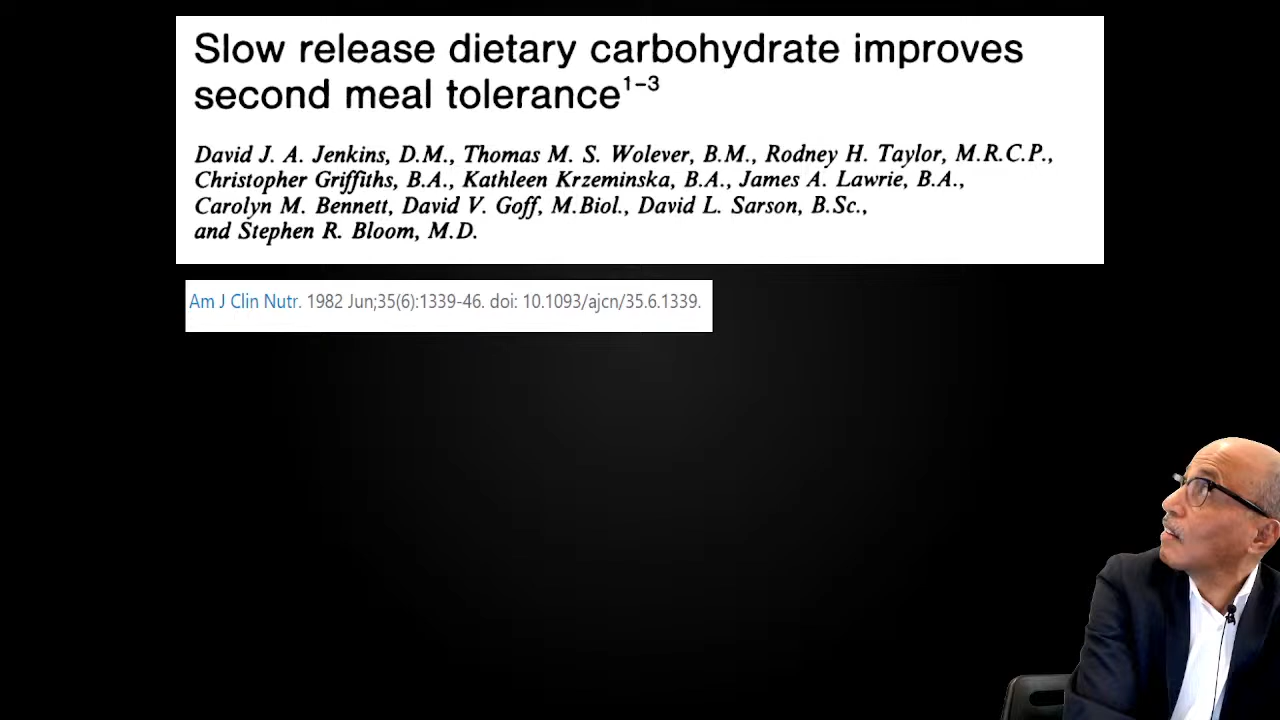 Slow release dietary carbohydrate improves
second meal tolerance1–3
David J. A. Jenkins, D.M., Thomas M. S. Wolever, B.M., Rodney H. Taylor, M.R.C.P.,
Christopher Griffiths, B.A., Kathleen Krzeminska, B.A., James A. Lawrie, B.A.,
Carolyn M. Bennett, David V. Goff, M.Biol., David L. Sarson, B.Sc.,
and Stephen R. Bloom, M.D.
Am J Clin Nutr. 1982 Jun;35(6):1339-46. doi: 10.1093/ajcn/35.6.1339.